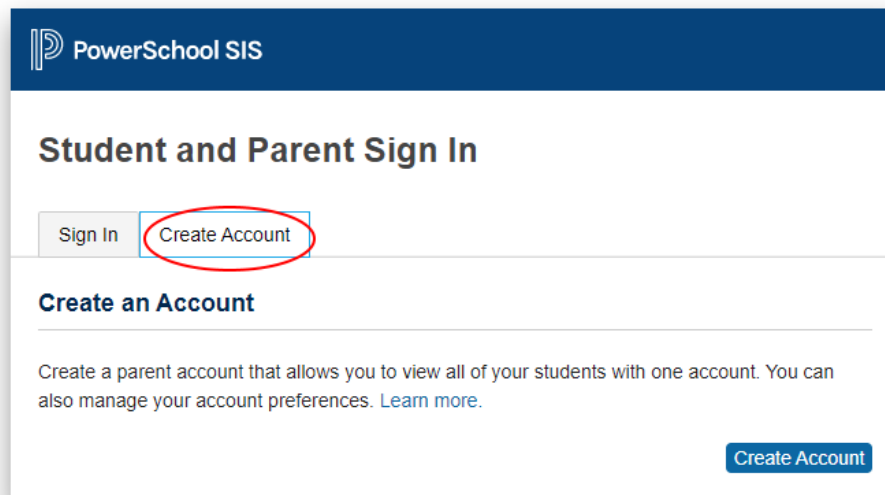 PowerSchool SIS
Student and Parent Sign In
Sign In
Create Account
Create an Account
Create a parent account that allows you to view all of your students with one account. You can
also manage your account preferences. Learn more.
Create Account